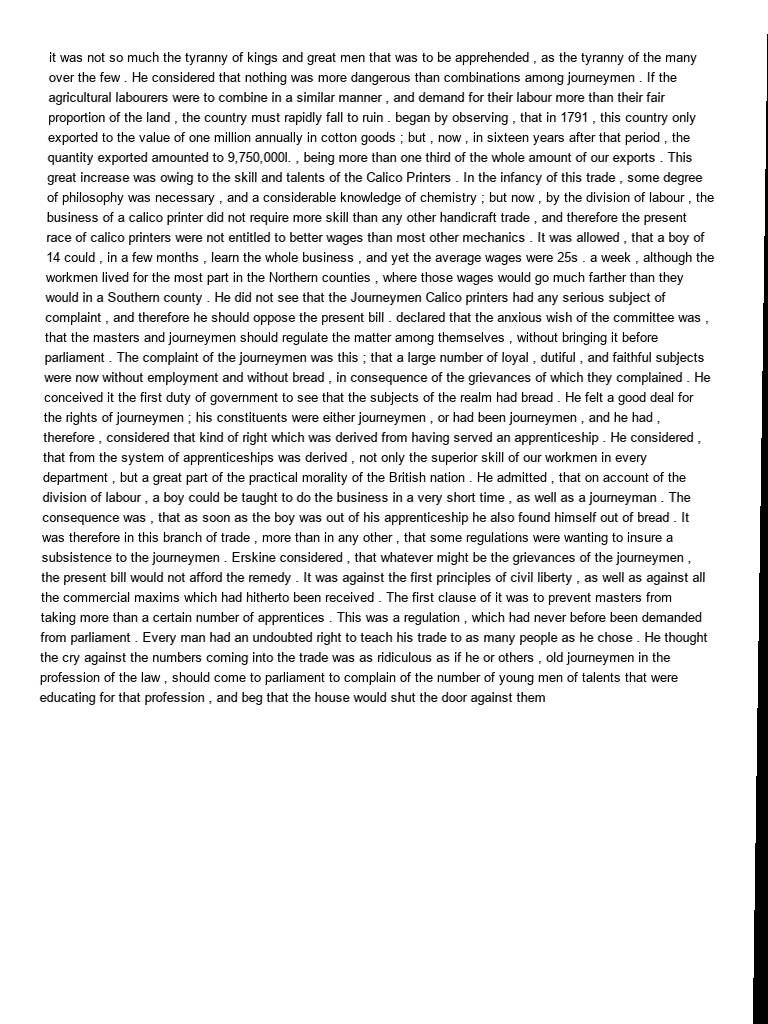 it was not so much the tyranny of kings and great men that was to be apprehended , as the tyranny of the many
over the few . He considered that nothing was more dangerous than combinations among journeymen . If the
agricultural labourers were to combine in a similar manner , and demand for their labour more than their fair
proportion of the land , the country must rapidly fall to ruin . began by observing , that in 1791 , this country only
exported to the value of one million annually in cotton goods ; but , now , in sixteen years after that period , the
quantity exported amounted to 9,750,000l. , being more than one third of the whole amount of our exports . This
great increase was owing to the skill and talents of the Calico Printers . In the infancy of this trade , some degree
of philosophy was necessary , and a considerable knowledge of chemistry ; but now , by the division of labour , the
business of a calico printer did not require more skill than any other handicraft trade , and therefore the present
race of calico printers were not entitled to better wages than most other mechanics . It was allowed , that a boy of
14 could , in a few months , learn the whole business , and yet the average wages were 25s . a week , although the
workmen lived for the most part in the Northern counties , where those wages would go much farther than they
would in a Southern county . He did not see that the Journeymen Calico printers had any serious subject of
complaint , and therefore he should oppose the present bill . declared that the anxious wish of the committee was ,
that the masters and journeymen should regulate the matter among themselves , without bringing it before
parliament . The complaint of the journeymen was this ; that a large number of loyal , dutiful , and faithful subjects
were now without employment and without bread , in consequence of the grievances of which they complained . He
conceived it the first duty of government to see that the subjects of the realm had bread . He felt a good deal for
the rights of journeymen ; his constituents were either journeymen , or had been journeymen , and he had ,
therefore , considered that kind of right which was derived from having served an apprenticeship . He considered ,
that from the system of apprenticeships was derived , not only the superior skill of our workmen in every
department , but a great part of the practical morality of the British nation . He admitted , that on account of the
division of labour , a boy could be taught to do the business in a very short time , as well as a journeyman . The
consequence was , that as soon as the boy was out of his apprenticeship he also found himself out of bread . It
was therefore in this branch of trade , more than in any other , that some regulations were wanting to insure a
subsistence to the journeymen . Erskine considered , that whatever might be the grievances of the journeymen ,
the present bill would not afford the remedy . It was against the first principles of civil liberty , as well as against all
the commercial maxims which had hitherto been received . The first clause of it was to prevent masters from
taking more than a certain number of apprentices . This was a regulation , which had never before been demanded
from parliament . Every man had an undoubted right to teach his trade to as many people as he chose . He thought
the cry against the numbers coming into the trade was as ridiculous as if he or others , old journeymen in the
profession of the law , should come to parliament to complain of the number of young men of talents that were
educating for that profession , and beg that the house would shut the door against them